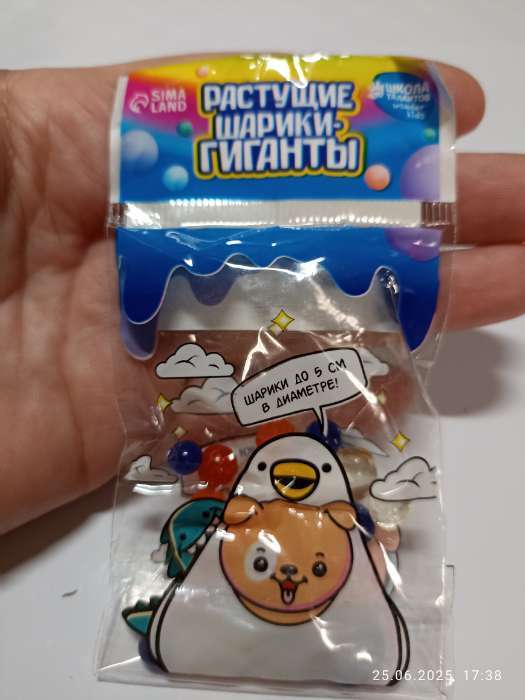 SIMA
LAND
РАСТУЩИЕ
ШАРИКИ-
ГИГАНТЫ
ШКОЛА
ТАЛАНТОВ
ШАРИКИ ДО 5 СМ
В ДИАМЕТРЕ!
25.06.2025 17:38